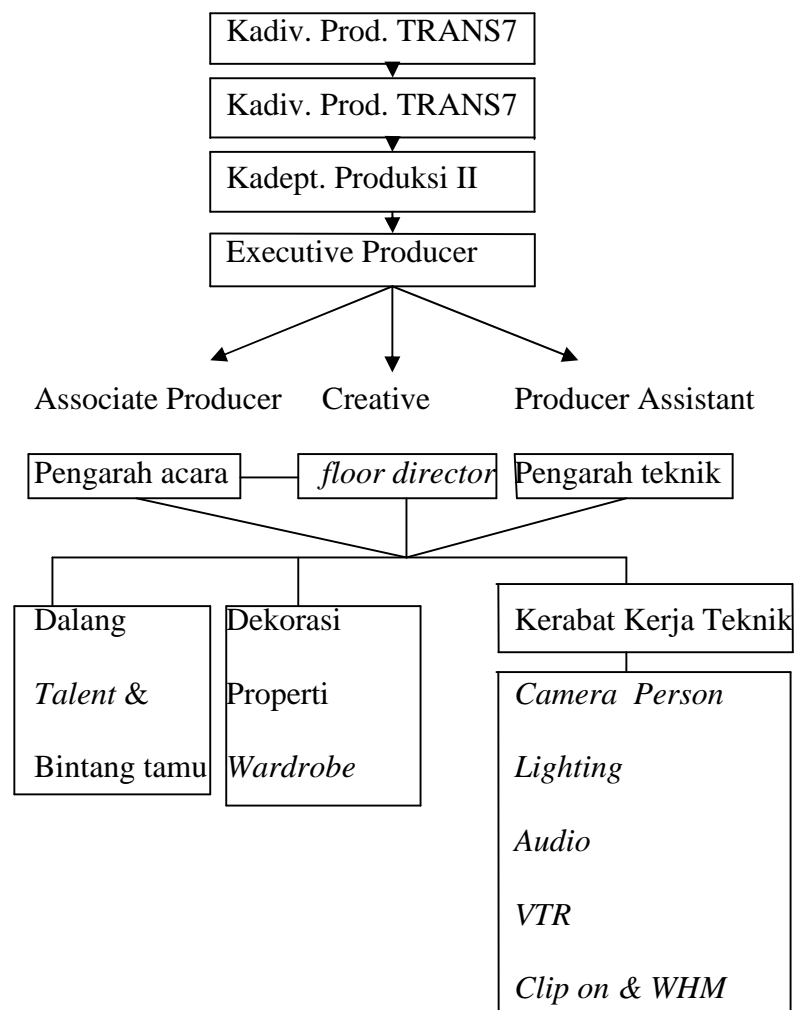 Kadiv. Prod. TRANS7
Kadiv. Prod. TRANS7
Kadept. Produksi II
Executive Producer
Associate Producer Creative Producer Assistant
Pengarah acara floor director Pengarah teknik
Dalang Dekorasi Kerabat Kerja Teknik
Talent & Properti Camera Person
Bintang tamu Wardrobe Lighting
Audio
VTR
Clip on & WHM